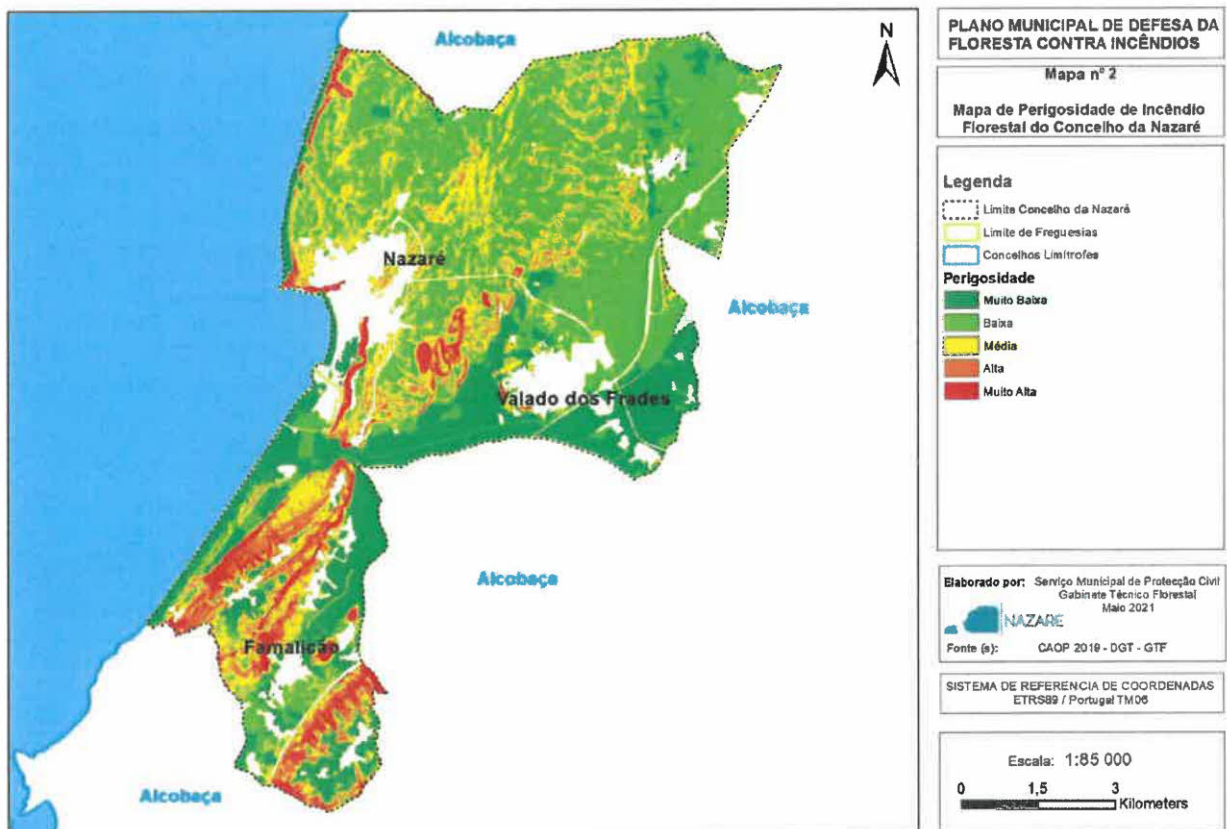 Alcobaça
N
Nazaré
Alcobaça
Valado dos Frades
Alcobaça
Famalicão
Alcobaça
PLANO MUNICIPAL DE DEFESA DA
FLORESTA CONTRA INCÊNDIOS
Mapa nº 2
Mapa de Perigosidade de Incêndio
Florestal do Concelho da Nazaré
Legenda
Limite Concelho da Nazaré
Limite de Freguesias
Concelhos Limítrofes
Perigosidade
Muito Baixa
Baixa
Média
Alta
Muito Alta
Elaborado por: Serviço Municipal de Protecção Civil
Gabinete Técnico Florestal
Maio 2021
NAZARE
Fonte (s): CAOP 2019 - DGT - GTF
SISTEMA DE REFERENCIA DE COORDENADAS
ETRS89 / Portugal TM06
Escala: 1:85 000
0 1,5 3
Kilometers